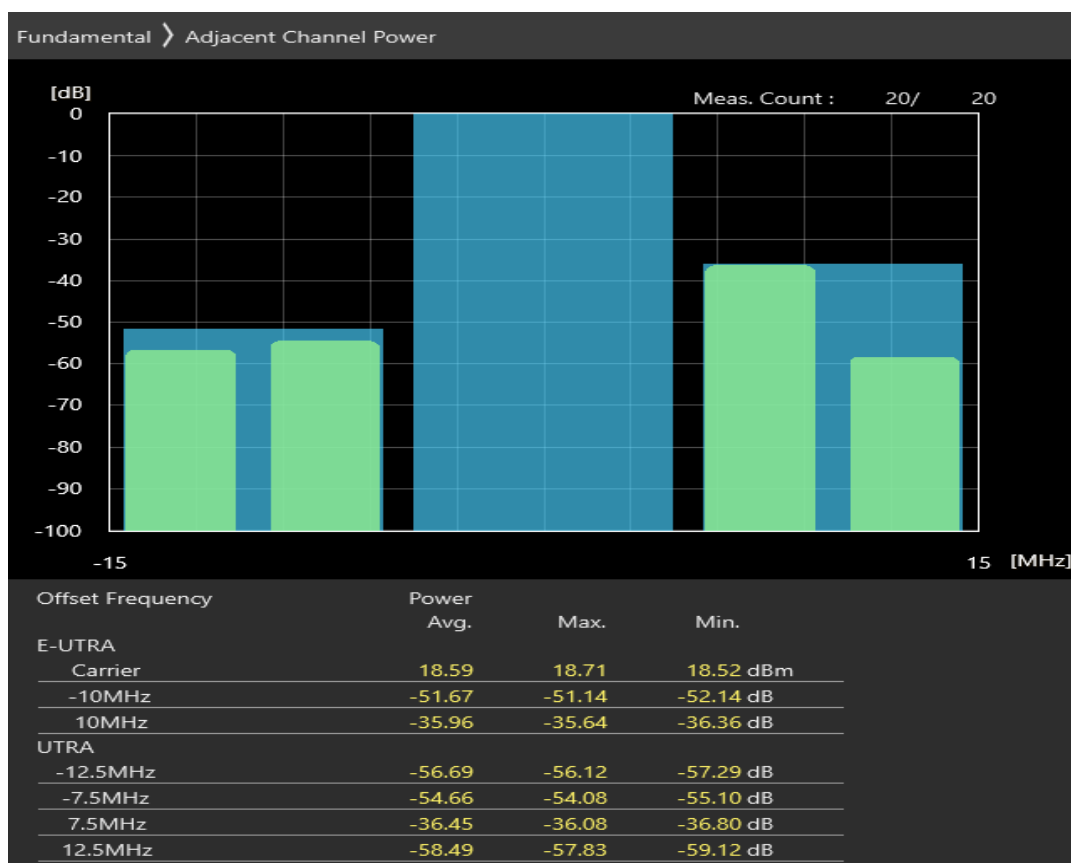 Fundamental ❯ Adjacent Channel Power
[dB]
Meas. Count : 20/ 20
0
-10
-20
-30
-40
-50
-60
-70
-80
-90
-100
-15 15 [MHz]
Offset Frequency Power
Avg. Max. Min.
E-UTRA
Carrier 18.59 18.71 18.52 dBm
-10MHz -51.67 -51.14 -52.14 dB
10MHz -35.96 -35.64 -36.36 dB
UTRA
-12.5MHz -56.69 -56.12 -57.29 dB
-7.5MHz -54.66 -54.08 -55.10 dB
7.5MHz -36.45 -36.08 -36.80 dB
12.5MHz -58.49 -57.83 -59.12 dB